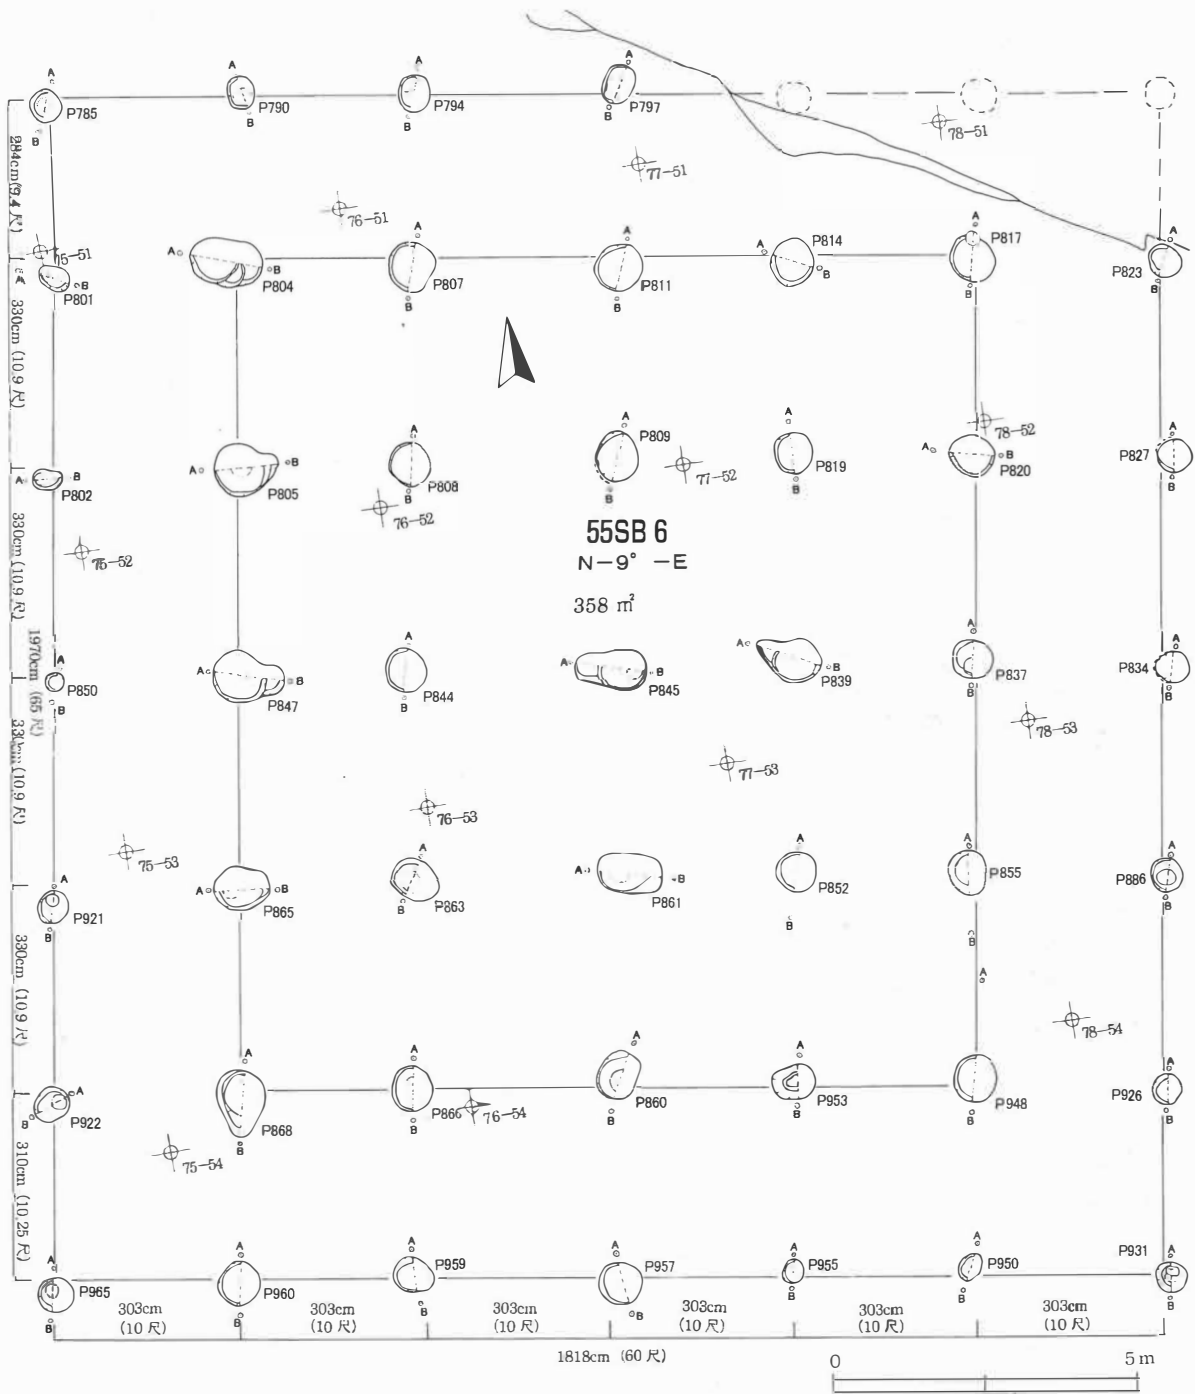 A A A A
P785 P790 P794 P797
B B B B
78-51
77-51
76-51
75-51
284cm(9.4 尺)
A A A A A A
P804 P807 P811 P814 P817 P823
B B B B B B
A P801 B
330cm (10.9 尺)
A A A A A
P809 78-52 P827
A B P805 P808 77-52 P819 P820 B
A B P802 B B B B
76-52
55SB 6
N-9° -E
75-52
358 ㎡
330cm (10.9 尺)
1970cm (65 尺)
A A A A A
P850 P847 P844 P845 P839 P837 P834
B B B B B B B
78-53
330cm (10.9 尺)
77-53
76-53
75-53
A A A A A A A
P921 P865 P863 P861 P852 P855 P886
B B B B B B B
330cm (10.9 尺)
A
78-54
A A A A A A
P922 P868 P866 76-54 P860 P953 P948 P926
B B B B B B B
75-54
310cm (10.25 尺)
A A A A A A A
P965 P960 P959 P957 P955 P950 P931
B B B B B B B
303cm 303cm 303cm 303cm 303cm 303cm
(10 尺) (10 尺) (10 尺) (10 尺) (10 尺) (10 尺)
1818cm (60 尺)
0 5m